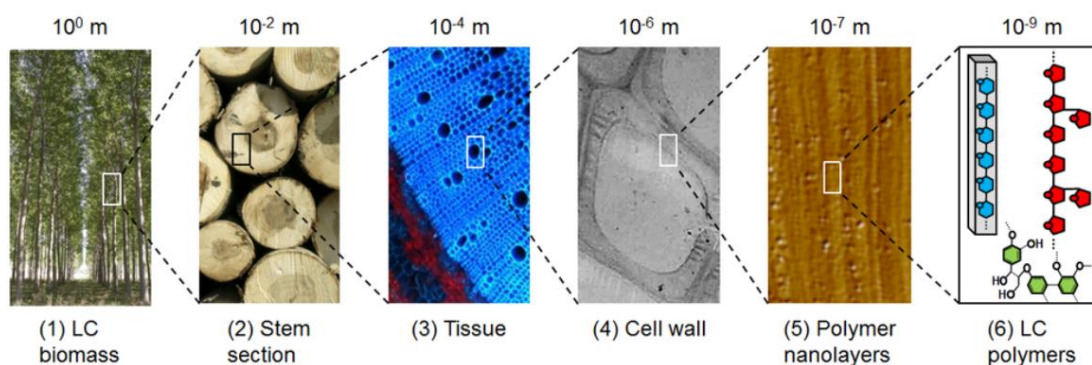 10⁰ m
10⁻² m
10⁻⁴ m
10⁻⁶ m
10⁻⁷ m
10⁻⁹ m
OH
O
O
O
O
HO
HO
(1) LC
biomass
(2) Stem
section
(3) Tissue
(4) Cell wall
(5) Polymer
nanolayers
(6) LC
polymers